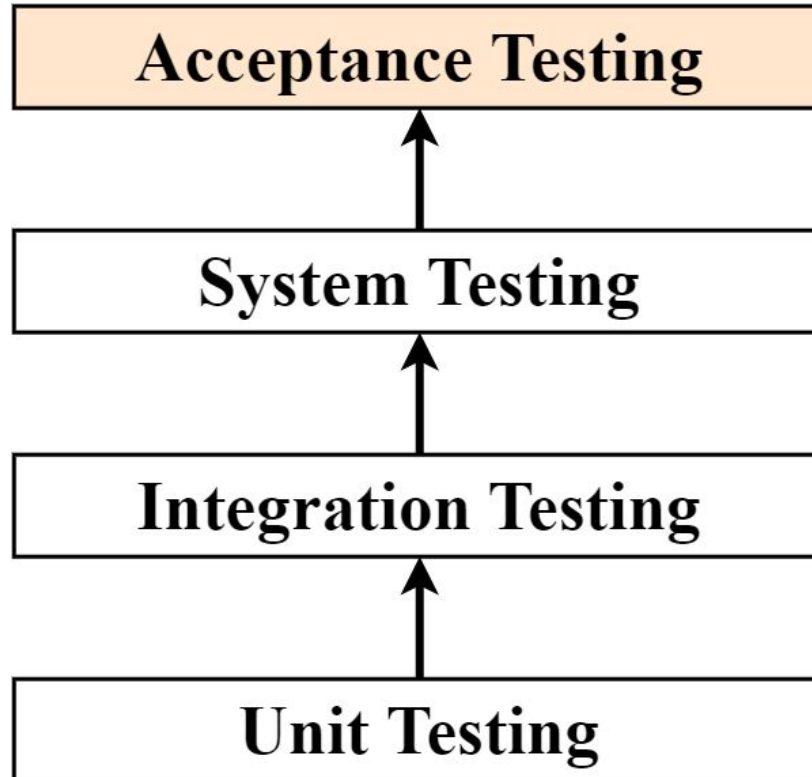 Acceptance Testing
System Testing
Integration Testing
Unit Testing